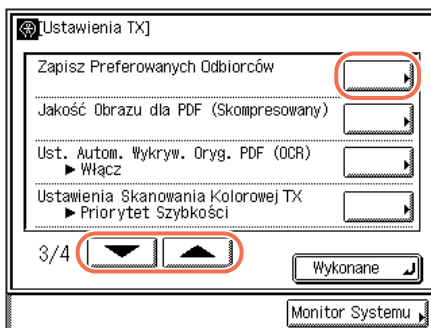 [Ustawienia TX]
Zapisz Preferowanych Odbiorców
Jakość Obrazu dla PDF (Skompresowany)
Ust. Autom. Wykryw. Oryg. PDF (OCR)
► Włącz
Ustawienia Skanowania Kolorowej TX
► Priorytet Szybkości
3/4
Wykonane
Monitor Systemu